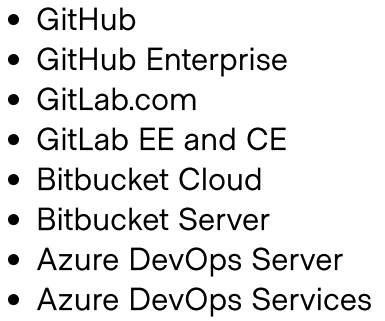 • GitHub
• GitHub Enterprise
• GitLab.com
• GitLab EE and CE
• Bitbucket Cloud
• Bitbucket Server
• Azure DevOps Server
• Azure DevOps Services